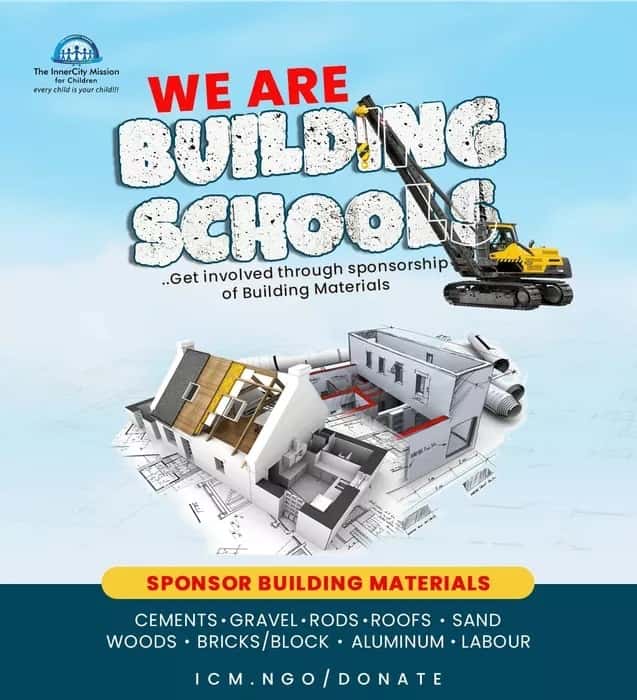 The InnerCity Mission
for Children
every child is your child!!!
WE ARE
BUILDING
SCHOOLS
..Get involved through sponsorship
of Building Materials
SPONSOR BUILDING MATERIALS
CEMENTS • GRAVEL • RODS • ROOFS • SAND
WOODS • BRICKS/BLOCK • ALUMINUM • LABOUR
ICM.NGO/DONATE